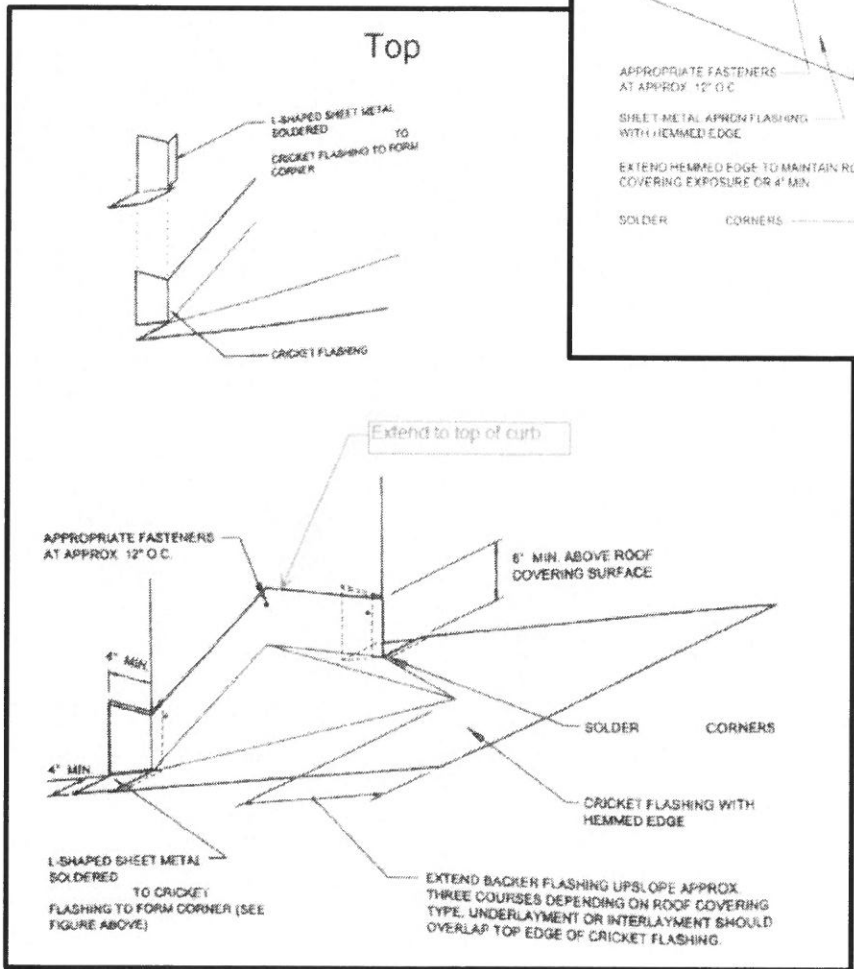 Top
L-SHAPED SHEET METAL
SOLDERED TO
CRICKET FLASHING TO FORM
CORNER
CRICKET FLASHING
APPROPRIATE FASTENERS
AT APPROX. 12" O.C.
SHEET-METAL APRON FLASHING
WITH HEMMED EDGE
EXTEND HEMMED EDGE TO MAINTAIN
COVERING EXPOSURE OR 4" MIN.
SOLDER CORNERS
Extend to top of curb
APPROPRIATE FASTENERS
AT APPROX. 12" O.C.
6" MIN. ABOVE ROOF
COVERING SURFACE
4" MIN.
4" MIN.
SOLDER CORNERS
CRICKET FLASHING WITH
HEMMED EDGE
L-SHAPED SHEET METAL
SOLDERED
TO CRICKET
FLASHING TO FORM CORNER (SEE
FIGURE ABOVE)
EXTEND BACKER FLASHING UPSLOPE APPROX
THREE COURSES DEPENDING ON ROOF COVERING
TYPE, UNDERLAYMENT OR INTERLAYMENT SHOULD
OVERLAP TOP EDGE OF CRICKET FLASHING.